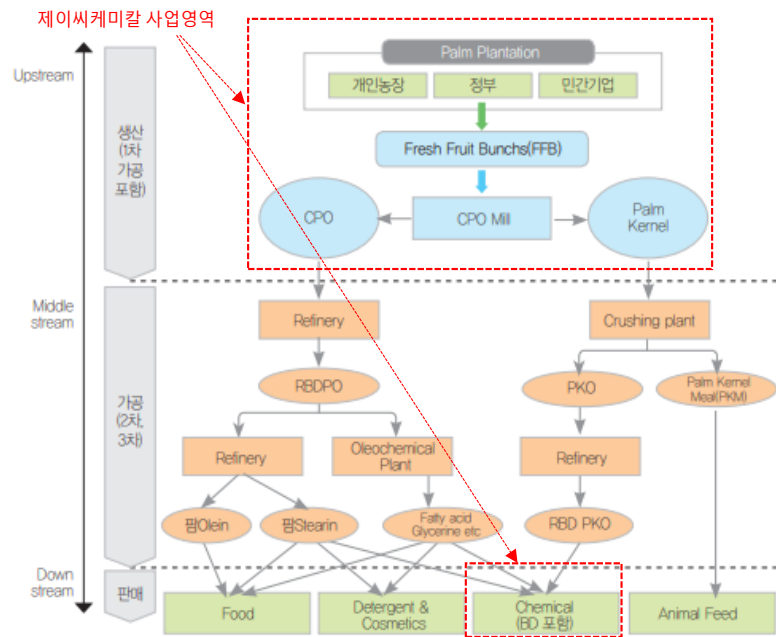 제이씨케미칼 사업영역
Upstream
Palm Plantation
개인농장
정부
민간기업
생산
(1차
가공
포함)
Fresh Fruit Bunchs(FFB)
CPO
CPO Mill
Palm
Kernel
Middle
stream
Refinery
Crushing plant
가공
(2차,
3차)
RBDPO
PKO
Palm Kernel
Meal(PKM)
Refinery
Oleochemical
Plant
Refinery
팜Olein
팜Stearin
Fatty acid
Glycerine etc
RBD PKO
Down
stream
판매
Food
Detergent &
Cosmetics
Chemical
(BD 포함)
Animal Feed